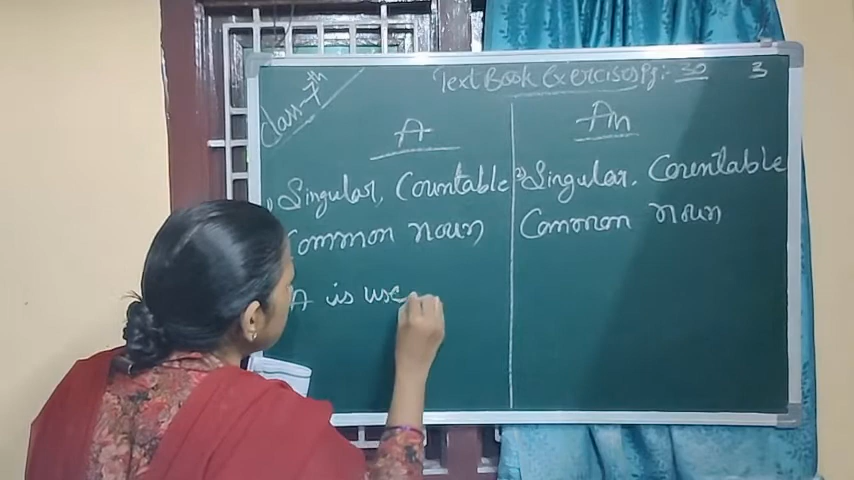 Class-7th
Text Book Exercises Pg:- 30
3
A
1) Singular, Countable
Common noun
A is use
An
2) Singular, Countable
Common noun